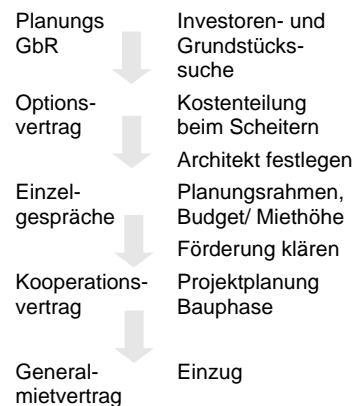 Planungs Investoren- und
GbR Grundstücks-
suche
Options- Kostenteilung
vertrag beim Scheitern
Architekt festlegen
Einzel- Planungsrahmen,
gespräche Budget/ Miethöhe
Förderung klären
Kooperations- Projektplanung
vertrag Bauphase
General- Einzug
mietvertrag